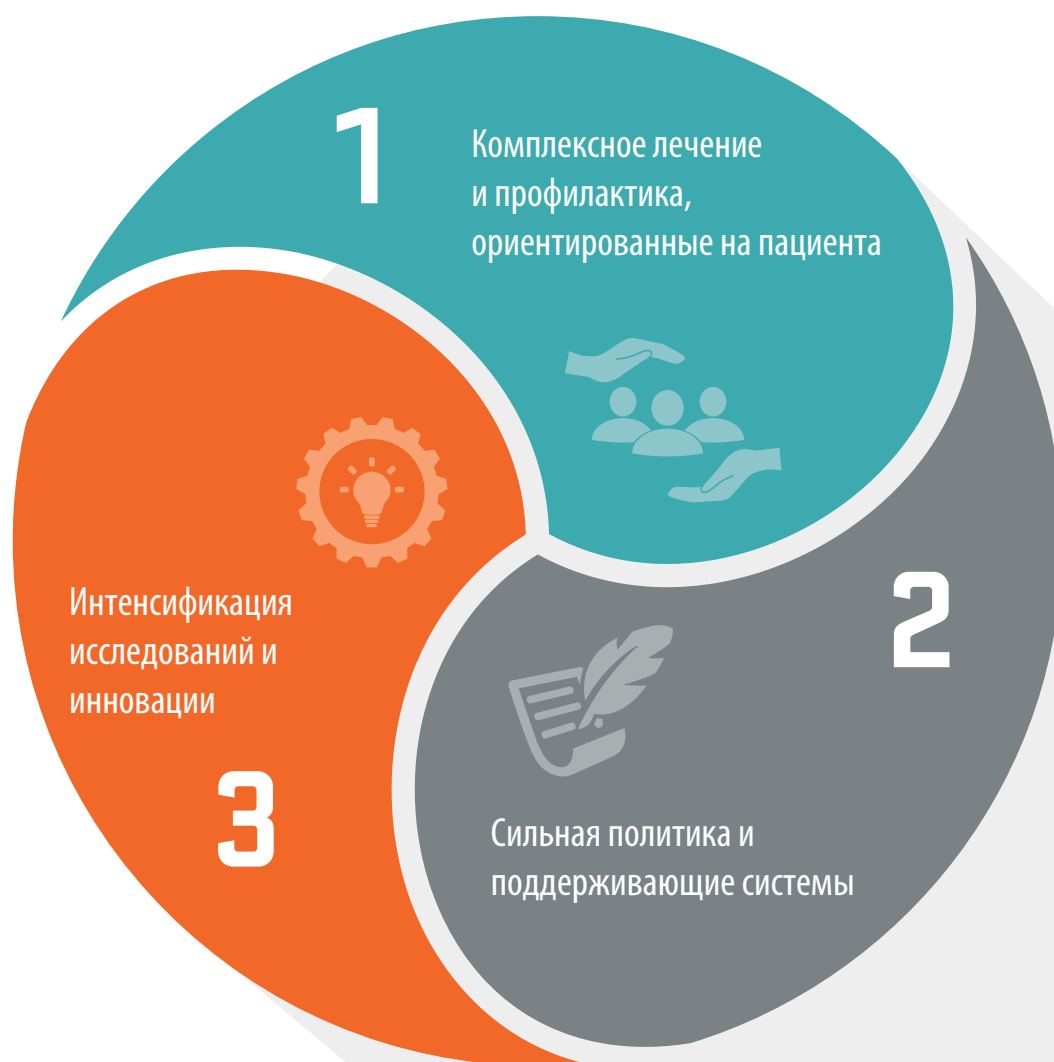 1
Комплексное лечение
и профилактика,
ориентированные на пациента
2
Сильная политика и
поддерживающие системы
Интенсификация
исследований и
инновации
3